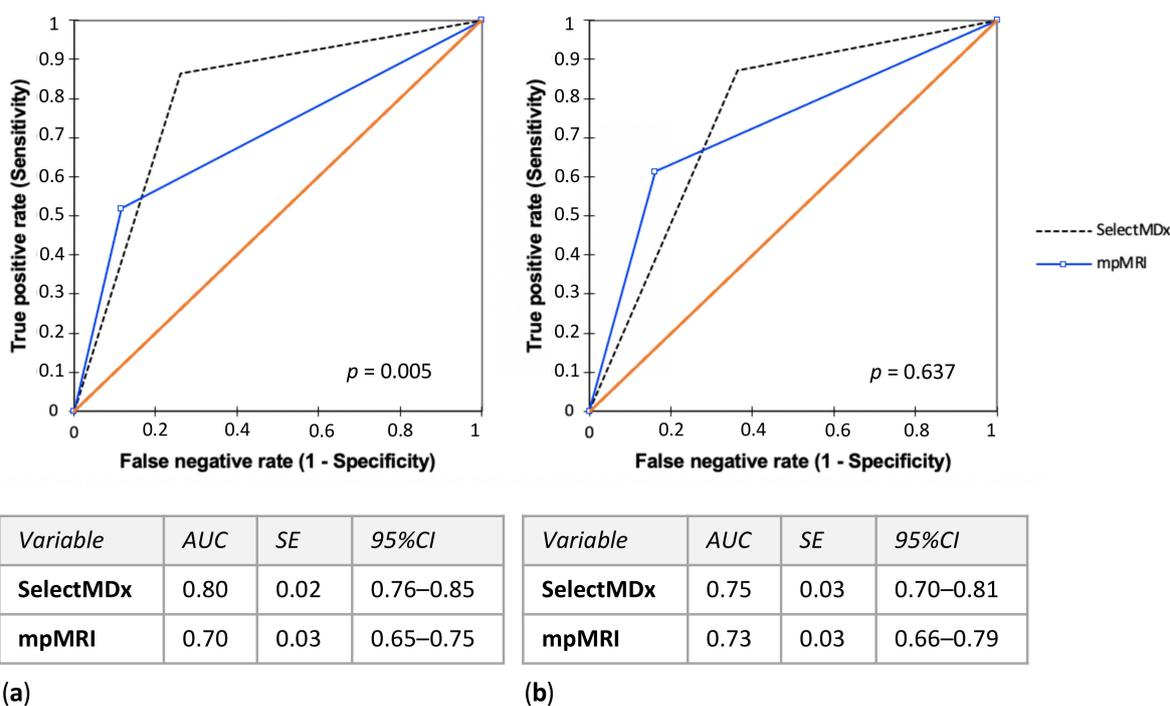 1
0.9
0.8
0.7
0.6
0.5
0.4
0.3
0.2
0.1
0
True positive rate (Sensitivity)
p = 0.005
0 0.2 0.4 0.6 0.8 1
False negative rate (1 - Specificity)
1
0.9
0.8
0.7
0.6
0.5
0.4
0.3
0.2
0.1
0
True positive rate (Sensitivity)
p = 0.637
0 0.2 0.4 0.6 0.8 1
False negative rate (1 - Specificity)
SelectMDx
mpMRI
Variable AUC SE 95%CI
SelectMDx 0.80 0.02 0.76–0.85
mpMRI 0.70 0.03 0.65–0.75
(a)
Variable AUC SE 95%CI
SelectMDx 0.75 0.03 0.70–0.81
mpMRI 0.73 0.03 0.66–0.79
(b)